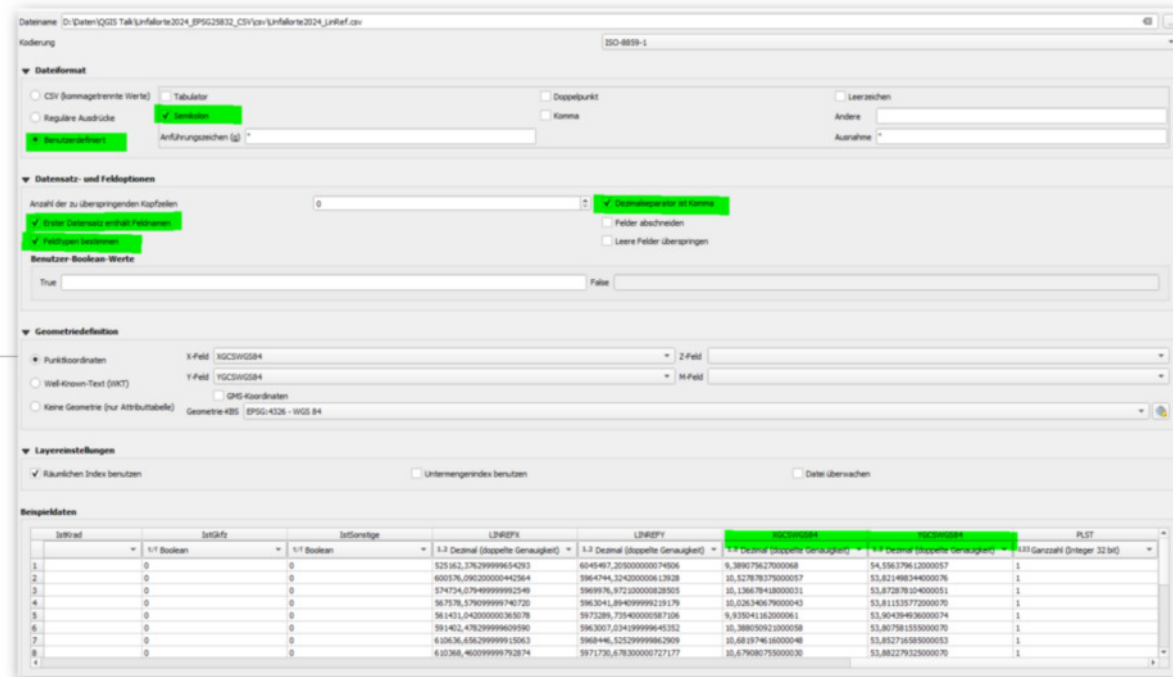 Dateiname D:\Daten\QGIS Talk\Unfallorte2024_EPSG25832_CSV\csv\Unfallorte2024_LinRef.csv
Kodierung ISO-8859-1
Dateiformat
CSV (kommagetrennte Werte) Tabulator Doppelpunkt Leerzeichen
Reguläre Ausdrücke Semikolon Komma Andere
Benutzerdefiniert Anführungszeichen (g) " Ausnahme "
Datensatz- und Feldoptionen
Anzahl der zu überspringenden Kopfzeilen 0 Dezimalseparator ist Komma
Erster Datensatz enthält Feldnamen Felder abschneiden
Feldtypen bestimmen Leere Felder überspringen
Benutzer-Boolean-Werte
True False
Geometriedefinition
Punktkoordinaten X-Feld XGCSWGS84 Z-Feld
Y-Feld YGCSWGS84 M-Feld
Well-Known-Text (WKT)
GMS-Koordinaten
Keine Geometrie (nur Attributtabelle) Geometrie-KBS EPSG:4326 - WGS 84
Layereinstellungen
Räumlichen Index benutzen Untermengenindex benutzen Datei überwachen
Beispieldaten
IstKrad IstGkfz IstSonstige LINREFX LINREFY XGCSWGS84 YGCSWGS84 PLST
t/f Boolean t/f Boolean 1.2 Dezimal (doppelte Genauigkeit) 1.2 Dezimal (doppelte Genauigkeit) 1.2 Dezimal (doppelte Genauigkeit) 1.2 Dezimal (doppelte Genauigkeit) 123 Ganzzahl (Integer 32 bit)
1 0 0 525162,376299999654293 6045497,205000000074506 9,389075627000068 54,556379612000057 1
2 0 0 600576,090200000442564 5964744,324200000613928 10,527878375000057 53,821498344000076 1
3 0 0 574734,079499999992549 5969976,972100000828505 10,136678418000031 53,872878104000051 1
4 0 0 567578,579099999740720 5963041,894099999219179 10,026340679000043 53,811535772000070 1
5 0 0 561431,042000000365078 5973289,735400000587106 9,935041162000061 53,904394936000074 1
6 0 0 591402,478299999609590 5963007,034199999645352 10,388050921000058 53,807581555000070 1
7 0 0 610636,656299999915063 5968446,525299999862909 10,681974616000048 53,852716585000053 1
8 0 0 610368,460099999792874 5971730,678300000727177 10,679080755000030 53,882279325000070 1